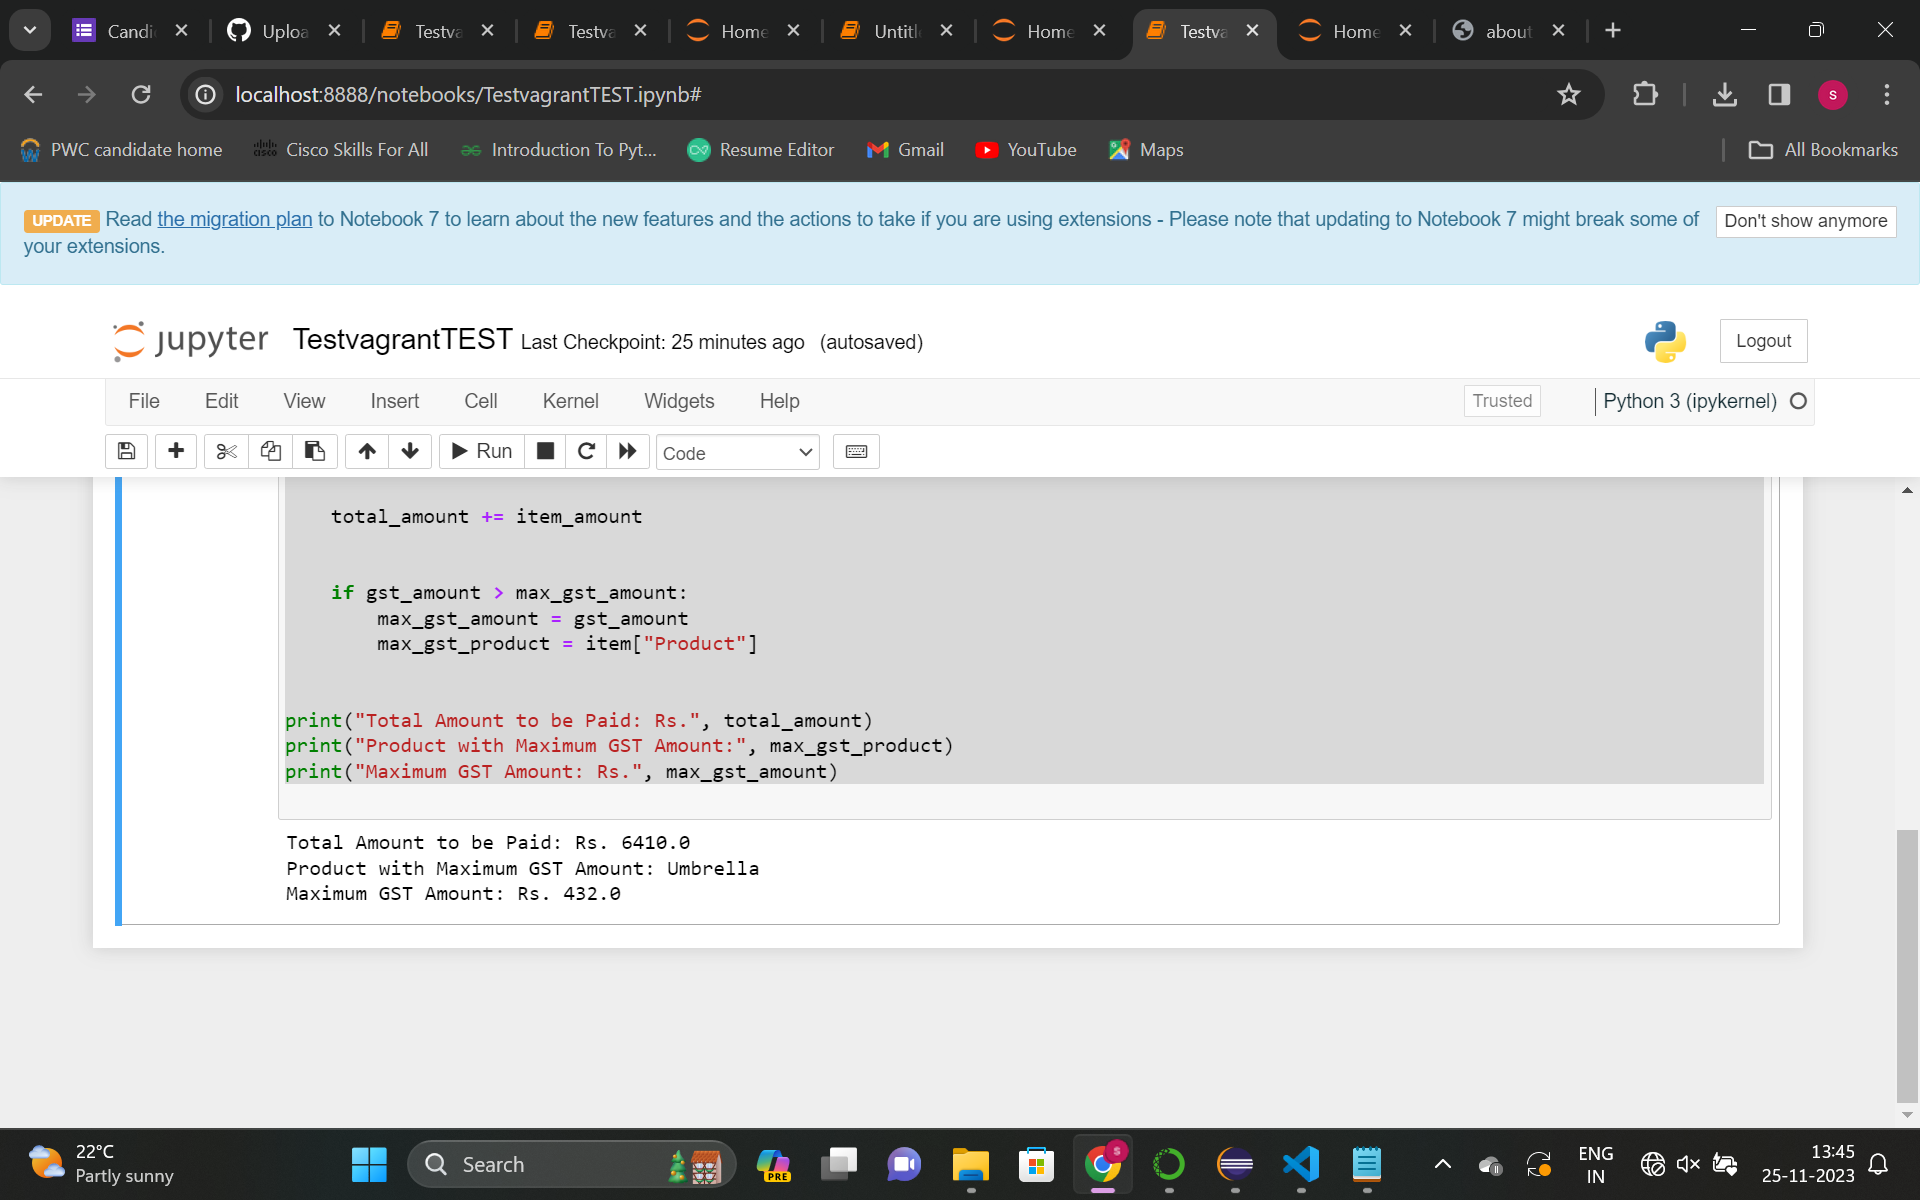 Candi
Uploa
Testva
Testva
Home
Untitl
Home
Testva
Home
about
localhost:8888/notebooks/TestvagrantTEST.ipynb#
s
PWC candidate home
Cisco Skills For All
Introduction To Pyt...
Resume Editor
Gmail
YouTube
Maps
All Bookmarks
UPDATE Read the migration plan to Notebook 7 to learn about the new features and the actions to take if you are using extensions - Please note that updating to Notebook 7 might break some of
your extensions.
Don't show anymore
jupyter TestvagrantTEST Last Checkpoint: 25 minutes ago (autosaved)
Logout
File Edit View Insert Cell Kernel Widgets Help
Trusted
Python 3 (ipykernel)
Run
Code
total_amount += item_amount
if gst_amount > max_gst_amount:
max_gst_amount = gst_amount
max_gst_product = item["Product"]
print("Total Amount to be Paid: Rs.", total_amount)
print("Product with Maximum GST Amount:", max_gst_product)
print("Maximum GST Amount: Rs.", max_gst_amount)
Total Amount to be Paid: Rs. 6410.0
Product with Maximum GST Amount: Umbrella
Maximum GST Amount: Rs. 432.0
22°C
Partly sunny
Search
PRE
s
ENG
IN
13:45
25-11-2023